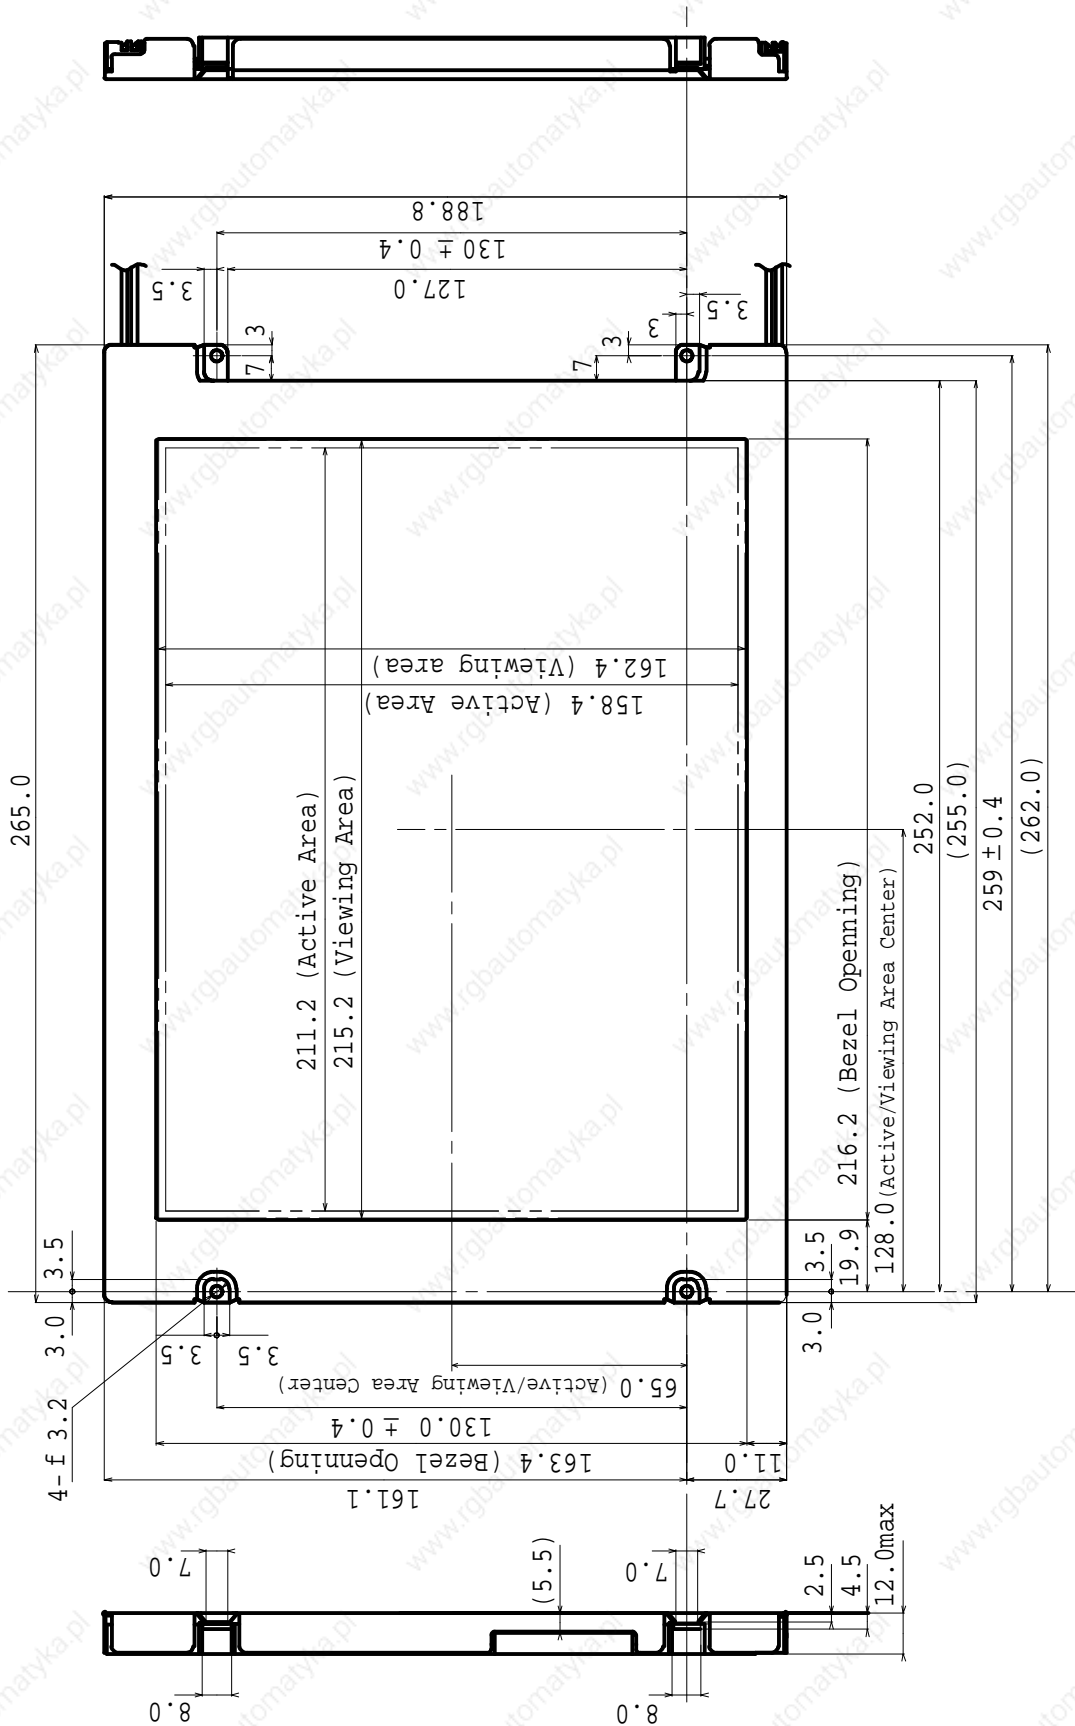 188.8
130 ± 0.4
127.0
3.5
3.5
3
3
3
7
7
162.4 (Viewing area)
158.4 (Active Area)
211.2 (Active Area)
215.2 (Viewing Area)
265.0
252.0
(255.0)
259 ± 0.4
(262.0)
216.2 (Bezel Openning)
128.0 (Active/Viewing Area Center)
19.9
3.5
3.0
3.5
3.0
3.5
3.5
4- f 3.2
65.0 (Active/Viewing Area Center)
130.0 ± 0.4
163.4 (Bezel Openning)
11.0
161.1
27.7
7.0
(5.5)
7.0
2.5
4.5
12.0max
8.0
8.0
www.rgbautomatyka.pl